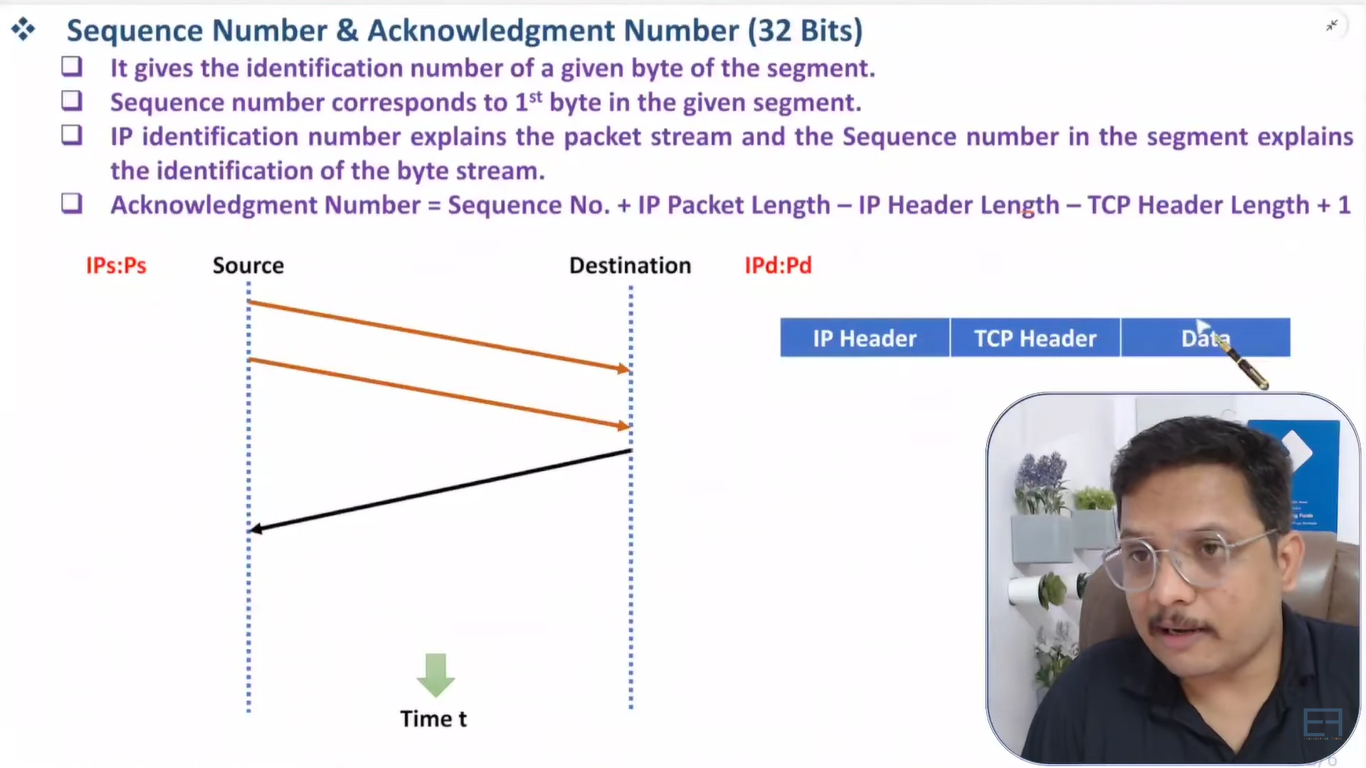 Sequence Number & Acknowledgment Number (32 Bits)
It gives the identification number of a given byte of the segment.
Sequence number corresponds to 1st byte in the given segment.
IP identification number explains the packet stream and the Sequence number in the segment explains
the identification of the byte stream.
Acknowledgment Number = Sequence No. + IP Packet Length – IP Header Length – TCP Header Length + 1
IPs:Ps Source Destination IPd:Pd
IP Header TCP Header Data
Time t